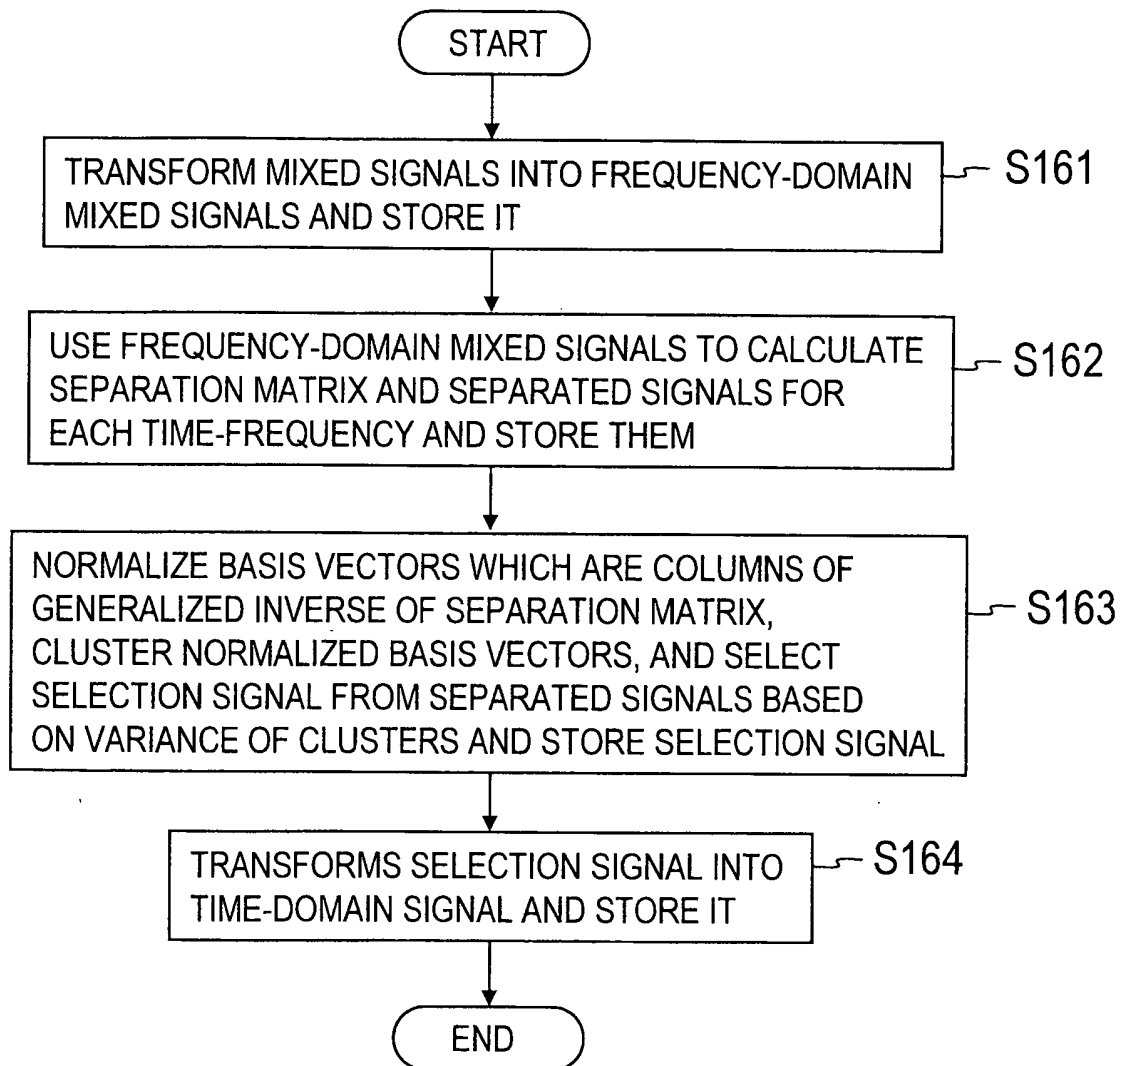 START
TRANSFORM MIXED SIGNALS INTO FREQUENCY-DOMAIN
MIXED SIGNALS AND STORE IT
S161
USE FREQUENCY-DOMAIN MIXED SIGNALS TO CALCULATE
SEPARATION MATRIX AND SEPARATED SIGNALS FOR
EACH TIME-FREQUENCY AND STORE THEM
S162
NORMALIZE BASIS VECTORS WHICH ARE COLUMNS OF
GENERALIZED INVERSE OF SEPARATION MATRIX,
CLUSTER NORMALIZED BASIS VECTORS, AND SELECT
SELECTION SIGNAL FROM SEPARATED SIGNALS BASED
ON VARIANCE OF CLUSTERS AND STORE SELECTION SIGNAL
S163
TRANSFORMS SELECTION SIGNAL INTO
TIME-DOMAIN SIGNAL AND STORE IT
S164
END